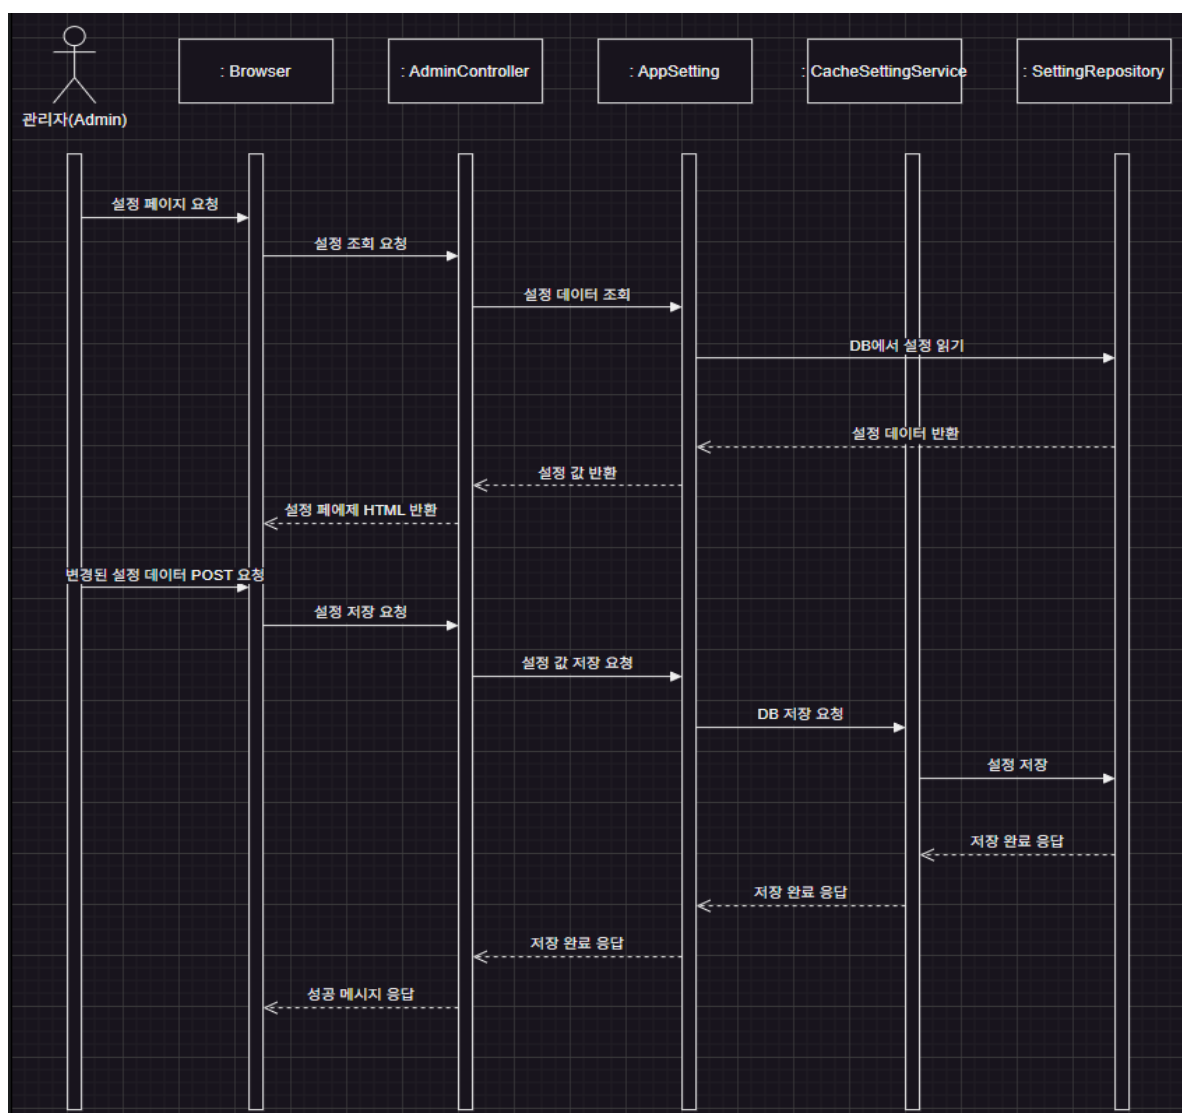 : Browser
: AdminController
: AppSetting
: CacheSettingService
: SettingRepository
관리자(Admin)
설정 페이지 요청
설정 조회 요청
설정 데이터 조회
DB에서 설정 읽기
설정 데이터 반환
설정 값 반환
설정 페에제 HTML 반환
변경된 설정 데이터 POST 요청
설정 저장 요청
설정 값 저장 요청
DB 저장 요청
설정 저장
저장 완료 응답
저장 완료 응답
저장 완료 응답
성공 메시지 응답